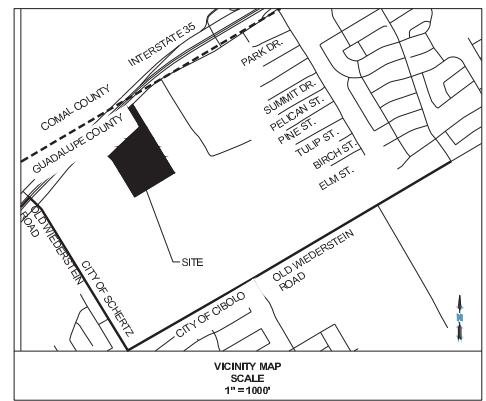 INTERSTATE 35
PARK DR.
COMAL COUNTY
GUADALUPE COUNTY
SUMMIT DR.
PELICAN ST.
PINE ST.
TULIP ST.
BIRCH ST.
ELM ST.
OLD WIEDERSTEIN
ROAD
CITY OF SCHERTZ
SITE
OLD WIEDERSTEIN
ROAD
CITY OF CIBOLO
N
VICINITY MAP
SCALE
1" = 1000'